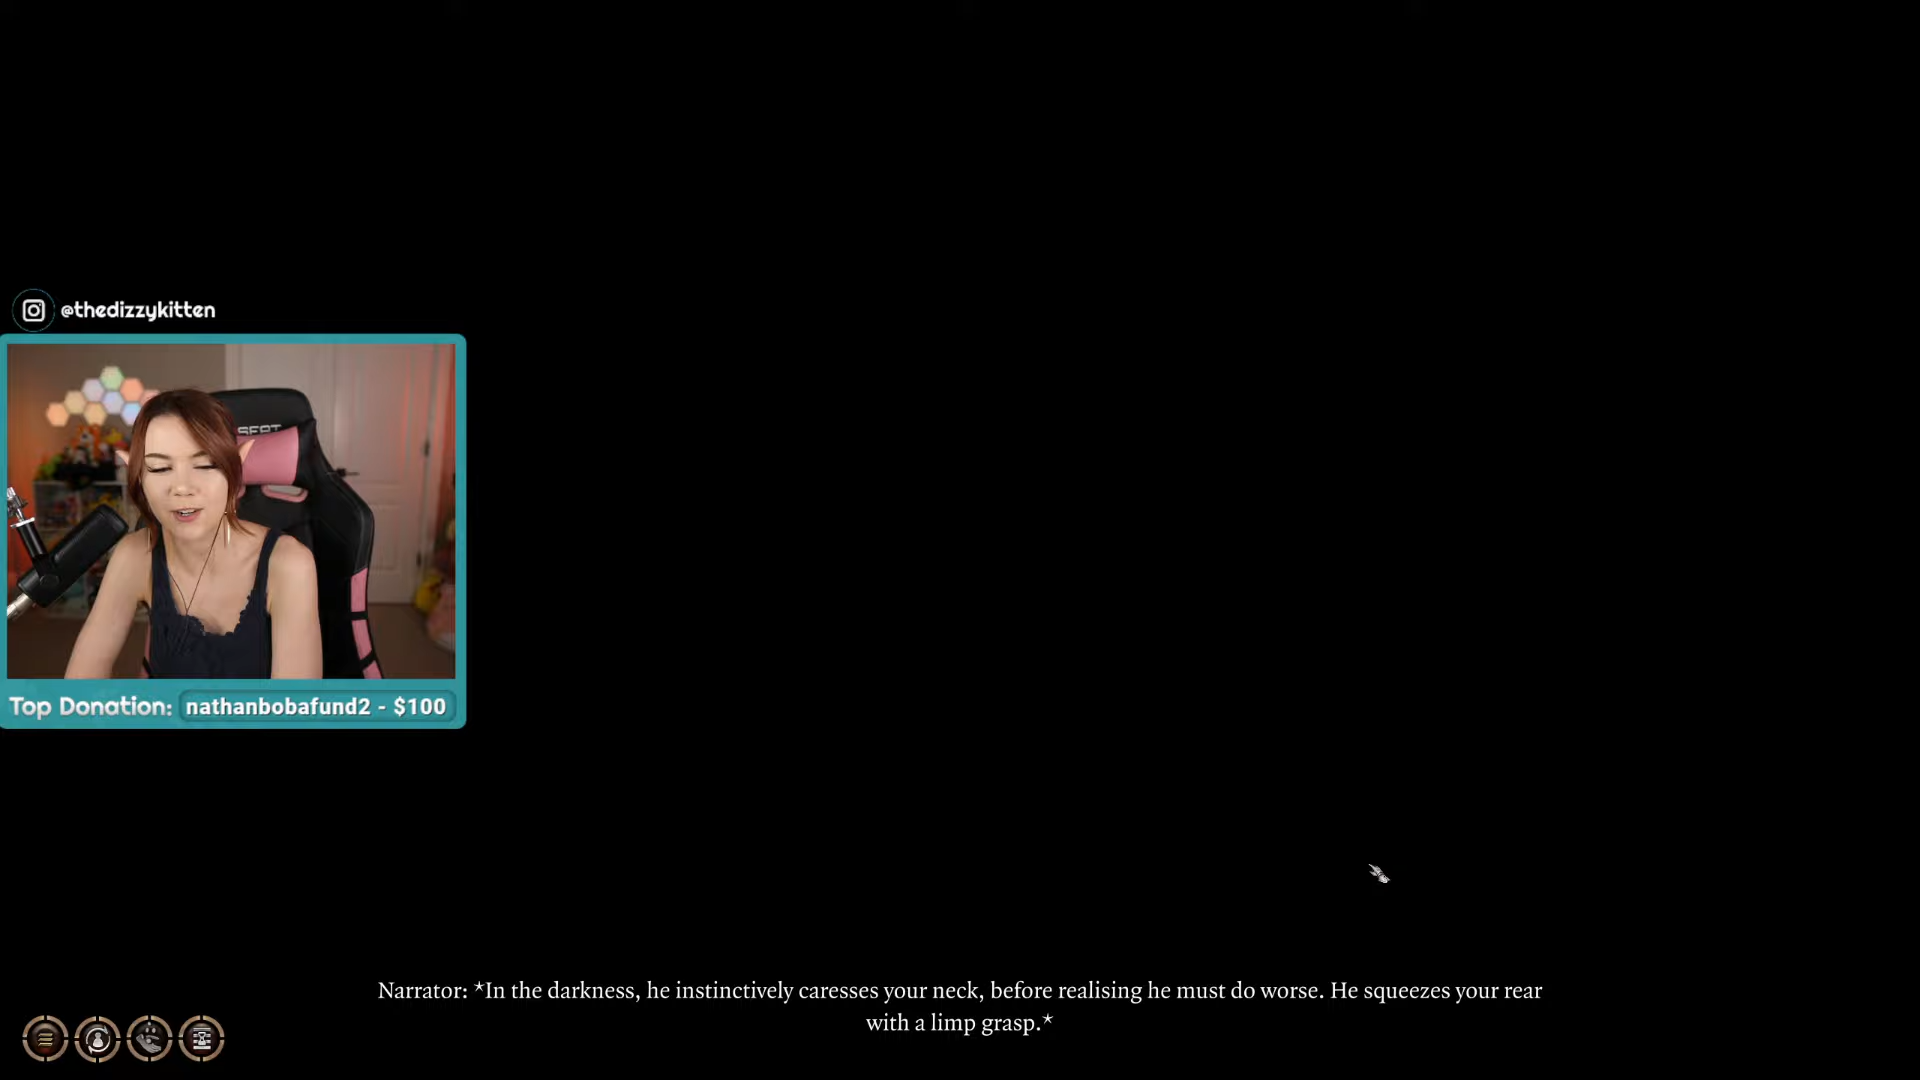 @thedizzykitten
SEAT
Top Donation: nathanbobafund2 - $100
Narrator: *In the darkness, he instinctively caresses your neck, before realising he must do worse. He squeezes your rear
with a limp grasp.*